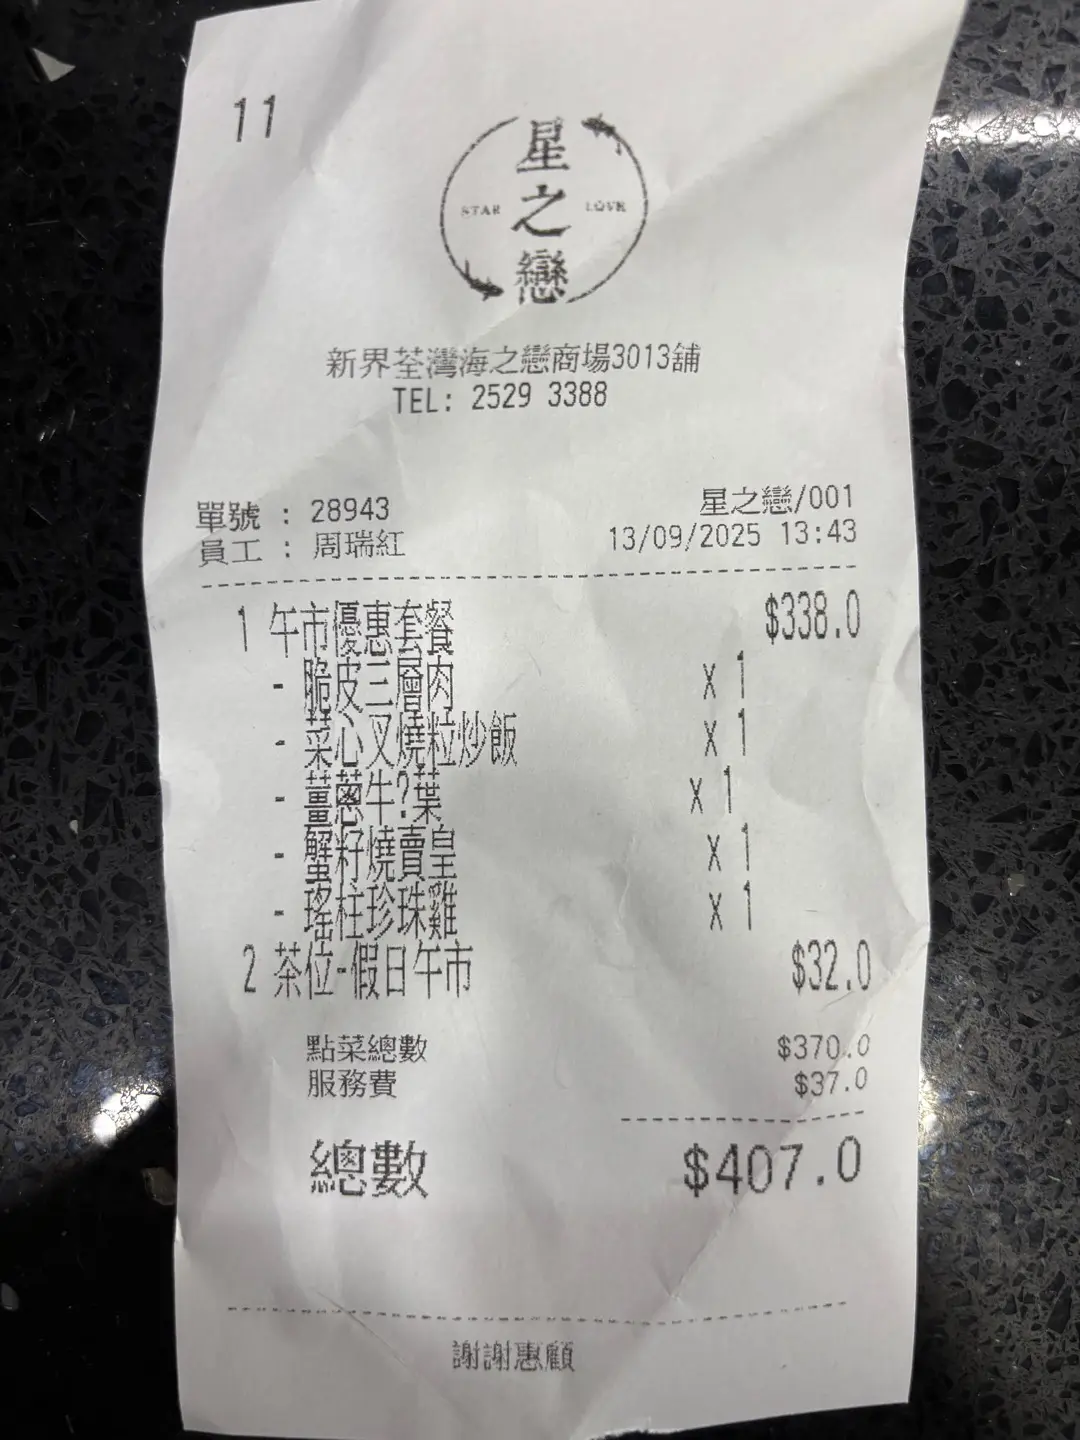 11
星之戀
STAR LOVE
新界荃灣海之戀商場3013舖
TEL: 2529 3388
單號 : 28943 星之戀/001
員工 : 周瑞紅 13/09/2025 13:43
1 午市優惠套餐 $338.0
- 脆皮三層肉 x 1
- 菜心叉燒粒炒飯 x 1
- 薑蔥牛?葉 x 1
- 蟹籽燒賣皇 x 1
- 瑤柱珍珠雞 x 1
2 茶位-假日午市 $32.0
點菜總數 $370.0
服務費 $37.0
總數 $407.0
謝謝惠顧